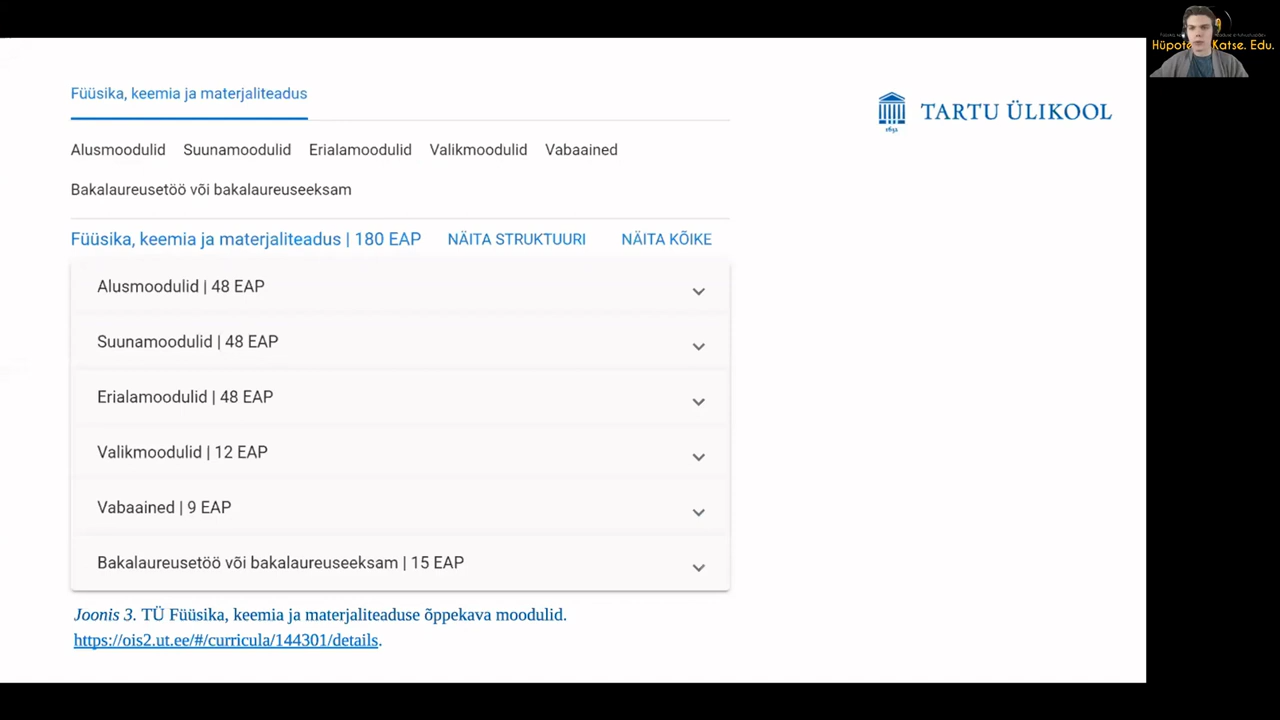 Füüsika, keemia ja materjaliteadus
TARTU ÜLIKOOL
1632
Alusmoodulid Suunamoodulid Erialamoodulid Valikmoodulid Vabaained
Bakalaureusetöö või bakalaureuseeksam
Füüsika, keemia ja materjaliteadus | 180 EAP NÄITA STRUKTUURI NÄITA KÕIKE
Alusmoodulid | 48 EAP
Suunamoodulid | 48 EAP
Erialamoodulid | 48 EAP
Valikmoodulid | 12 EAP
Vabaained | 9 EAP
Bakalaureusetöö või bakalaureuseeksam | 15 EAP
Joonis 3. TÜ Füüsika, keemia ja materjaliteaduse õppekava moodulid.
https://ois2.ut.ee/#/curricula/144301/details.
Katse. Edu.